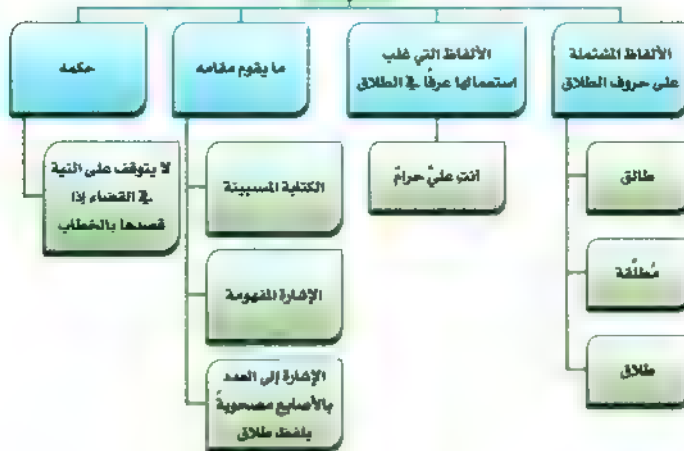 الألفاظ المشتملة
على حروف الطلاق
طالق
مُطلَّقة
طلاق
الألفاظ التي غلب
استعمالها عرفاً في الطلاق
انتِ عليَّ حرامٌ
ما يقوم مقامه
الكتابة المستبينة
الإشارة المفهومة
الإشارة إلى العدد
بالأصابع مصحوبةً
بلفظ طلاق
حكمه
لا يتوقف على النية
في القضاء إذا
قصدها بالخطاب